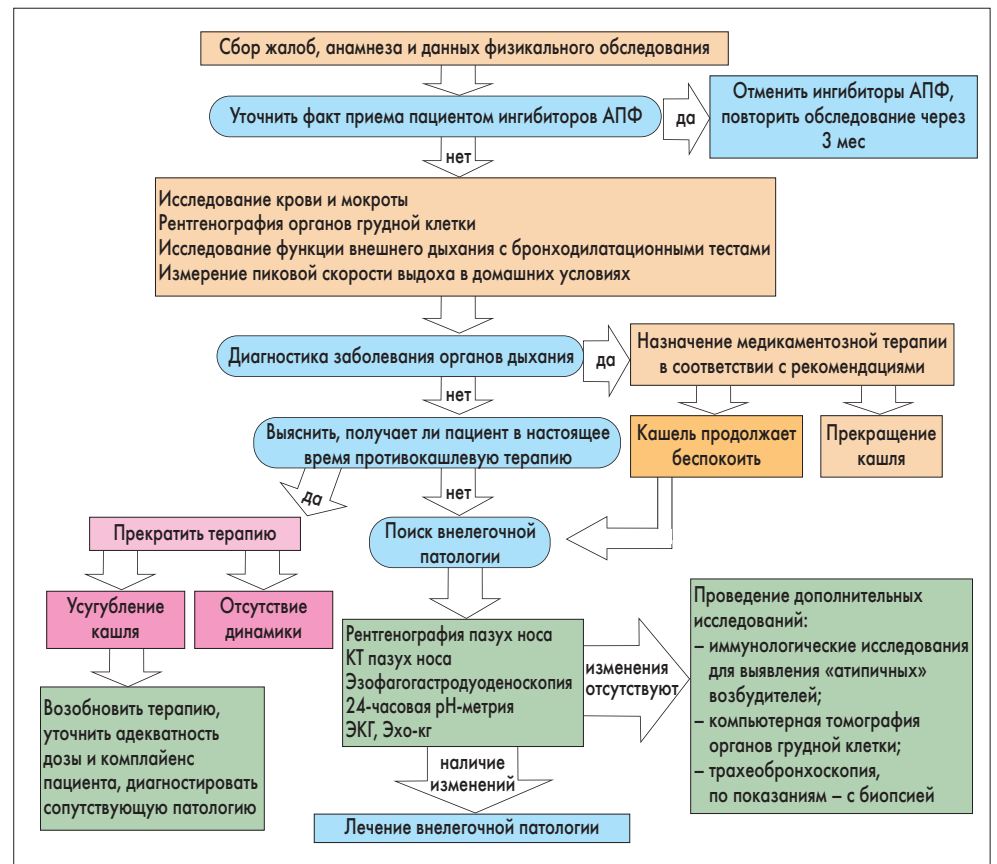 Сбор жалоб, анамнеза и данных физикального обследования
Уточнить факт приема пациентом ингибиторов АПФ
да
Отменить ингибиторы АПФ,
повторить обследование через
3 мес
нет
Исследование крови и мокроты
Рентгенография органов грудной клетки
Исследование функции внешнего дыхания с бронходилатационными тестами
Измерение пиковой скорости выдоха в домашних условиях
Диагностика заболевания органов дыхания
да
Назначение медикаментозной терапии
в соответствии с рекомендациями
нет
Выяснить, получает ли пациент в настоящее
время противокашлевую терапию
Кашель продолжает
беспокоить
Прекращение
кашля
да
нет
Прекратить терапию
Поиск внелегочной
патологии
Усугубление
кашля
Отсутствие
динамики
Рентгенография пазух носа
КТ пазух носа
Эзофагогастродуоденоскопия
24-часовая pH-метрия
ЭКГ, Эхо-кг
изменения
отсутствуют
Проведение дополнительных
исследований:
– иммунологические исследования
для выявления «атипичных»
возбудителей;
– компьютерная томография
органов грудной клетки;
– трахеобронхоскопия,
по показаниям – с биопсией
Возобновить терапию,
уточнить адекватность
дозы и комплайенс
пациента, диагностировать
сопутствующую патологию
наличие
изменений
Лечение внелегочной патологии